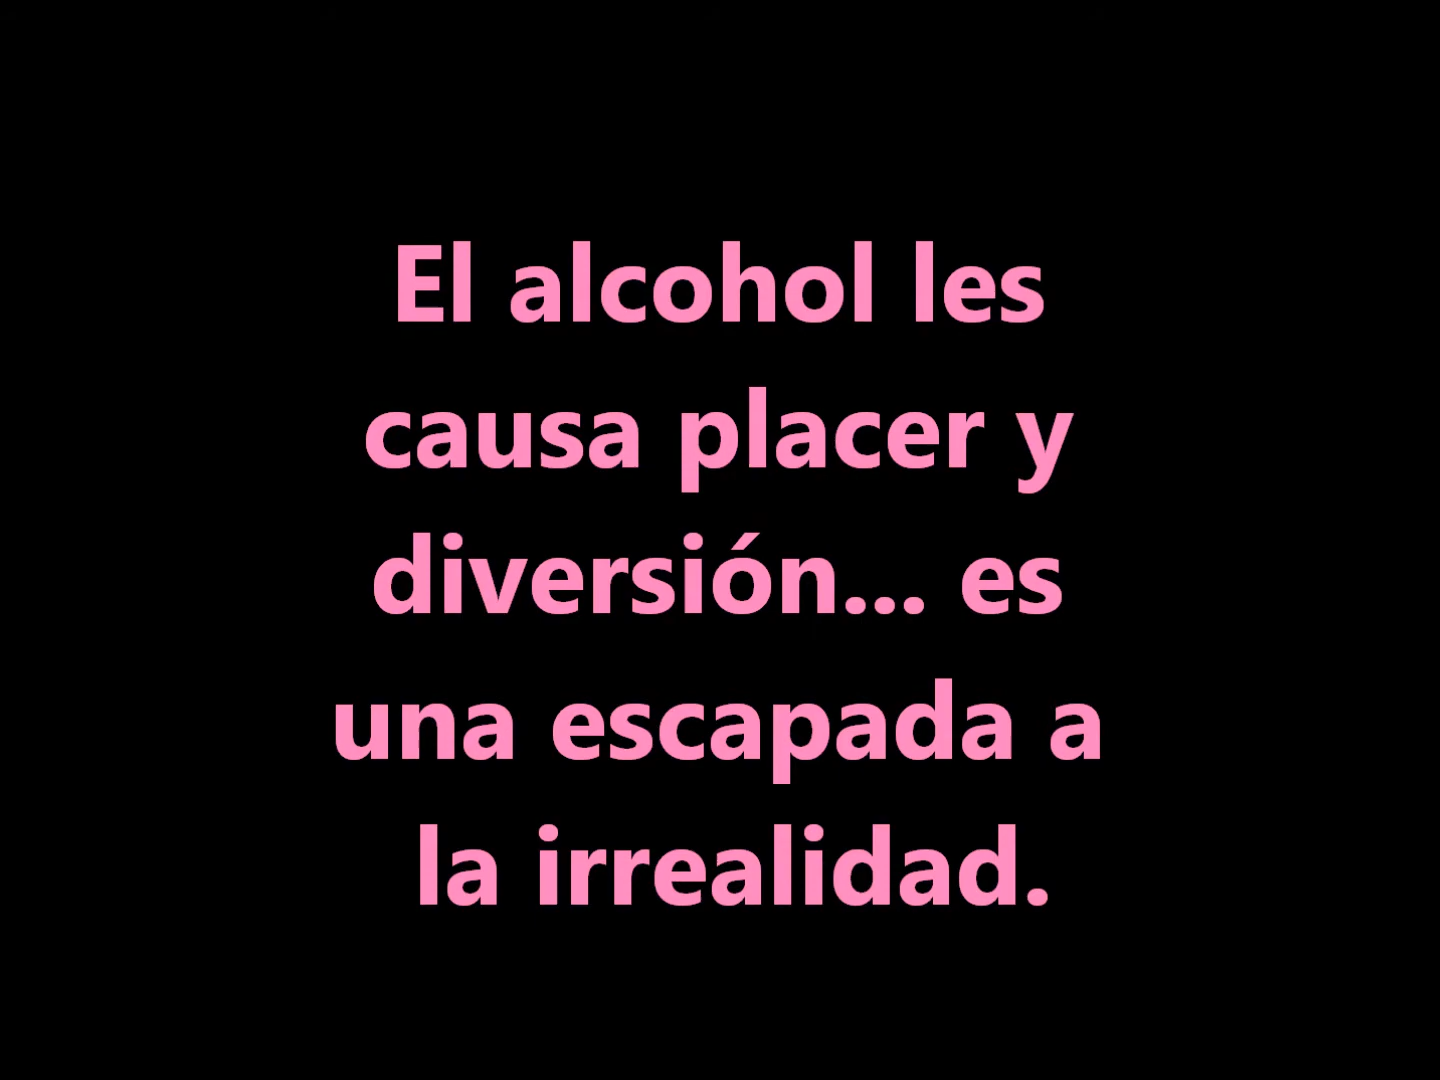 El alcohol les
causa placer y
diversión... es
una escapada a
la irrealidad.